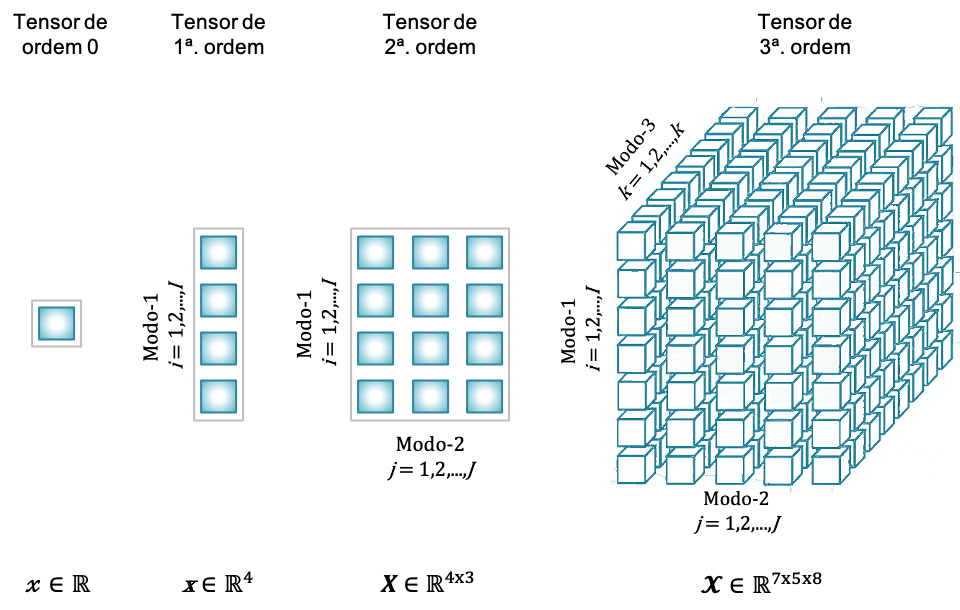 Tensor de
ordem 0
Tensor de
1ª. ordem
Tensor de
2ª. ordem
Tensor de
3ª. ordem
Modo-1
i = 1,2,...,I
Modo-1
i = 1,2,...,I
Modo-2
j = 1,2,...,J
Modo-3
k = 1,2,...,k
Modo-1
i = 1,2,...,I
Modo-2
j = 1,2,...,J
x ∈ ℝ
x ∈ ℝ⁴
X ∈ ℝ⁴ˣ³
𝓧 ∈ ℝ⁷ˣ⁵ˣ⁸